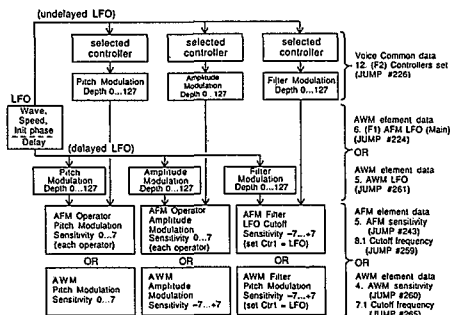 (undelayed LFO)
selected controller
selected controller
selected controller
Pitch Modulation Depth 0...127
Amplitude Modulation Depth 0...127
Filter Modulation Depth 0...127
Voice Common data
12. (F2) Controllers set
(JUMP #226)
LFO
Wave,
Speed,
Init phase
Delay
(delayed LFO)
Pitch Modulation Depth 0...127
Amplitude Modulation Depth 0...127
Filter Modulation Depth 0...127
AWM element data
6. (F1) AFM LFO (Main)
(JUMP #224)
OR
AWM element data
5. AWM LFO
(JUMP #261)
AFM Operator
Pitch Modulation
Sensitivity 0...7
(each operator)
AFM Operator
Amplitude
Modulation
Sensitivity 0...7
(each operator)
AFM Filter
LFO Cutoff
Sensitivity –7...+7
(set Ctrl = LFO)
AFM element data
5. AFM sensitivity
(JUMP #243)
8.1 Cutoff frequency
(JUMP #259)
OR
OR
OR
OR
AWM
Pitch Modulation
Sensitivity 0...7
AWM
Amplitude
Modulation
Sensitivity –7...+7
AWM Filter
Pitch Modulation
Sensitivity –7...+7
(set Ctrl = LFO)
AWM element data
4. AWM sensitivity
(JUMP #260)
7.1 Cutoff frequency
(JUMP #265)